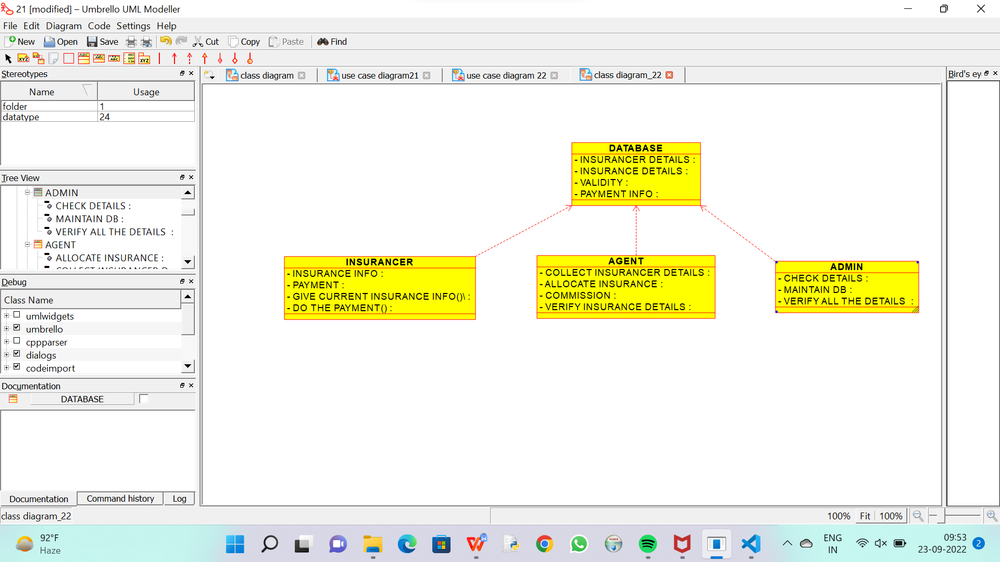 21 [modified] – Umbrello UML Modeller
File Edit Diagram Code Settings Help
New Open Save Cut Copy Paste Find
Stereotypes
Name Usage
folder 1
datatype 24
Tree View
ADMIN
CHECK DETAILS :
MAINTAIN DB :
VERIFY ALL THE DETAILS :
AGENT
ALLOCATE INSURANCE :
Debug
Class Name
umlwidgets
umbrello
cppparser
dialogs
codeimport
Documentation
DATABASE
Documentation Command history Log
class diagram use case diagram21 use case diagram 22 class diagram_22
DATABASE
- INSURANCER DETAILS :
- INSURANCE DETAILS :
- VALIDITY :
- PAYMENT INFO :
INSURANCER
- INSURANCE INFO :
- PAYMENT :
- GIVE CURRENT INSURANCE INFO()\ :
- DO THE PAYMENT() :
AGENT
- COLLECT INSURANCER DETAILS :
- ALLOCATE INSURANCE :
- COMMISSION :
- VERIFY INSURANCE DETAILS :
ADMIN
- CHECK DETAILS :
- MAINTAIN DB :
- VERIFY ALL THE DETAILS :
Bird's ey
class diagram_22
100% Fit 100%
92°F
Haze
ENG
IN
09:53
23-09-2022
2